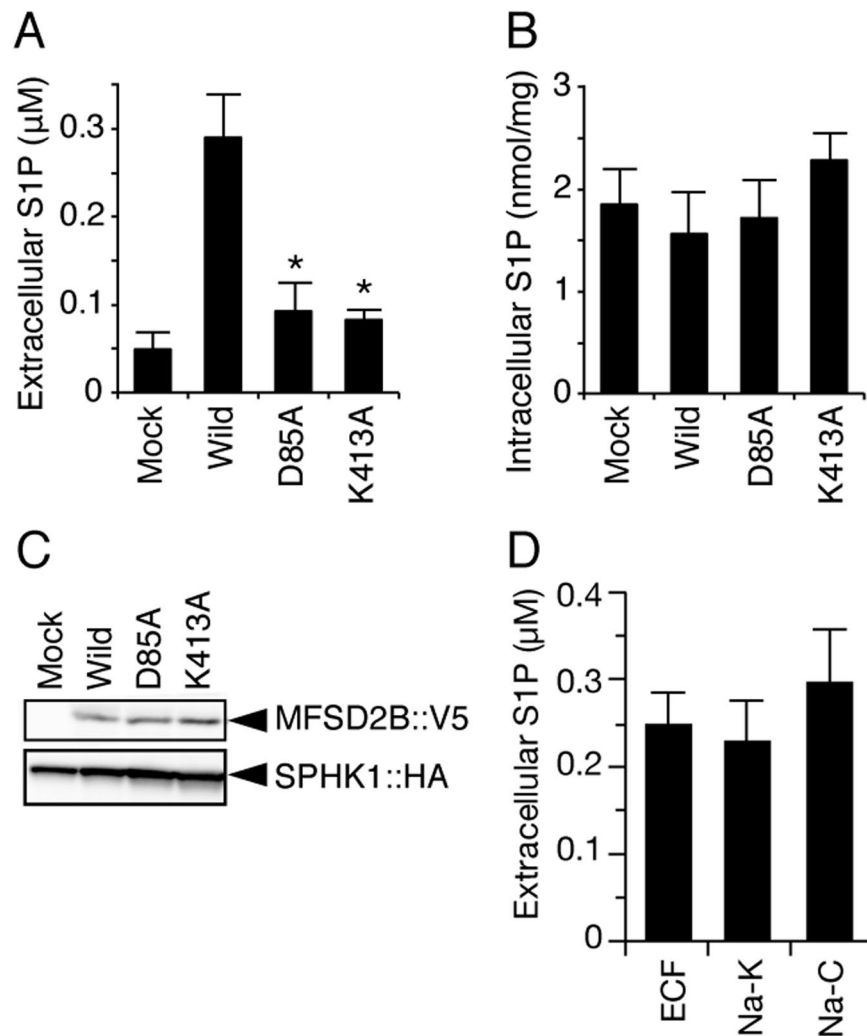 A
Extracellular S1P (µM)
0.3
0.2
0.1
0
*
*
Mock
Wild
D85A
K413A
B
Intracellular S1P (nmol/mg)
3
2
1
0
Mock
Wild
D85A
K413A
C
Mock
Wild
D85A
K413A
MFSD2B::V5
SPHK1::HA
D
Extracellular S1P (µM)
0.4
0.3
0.2
0.1
0
ECF
Na-K
Na-C